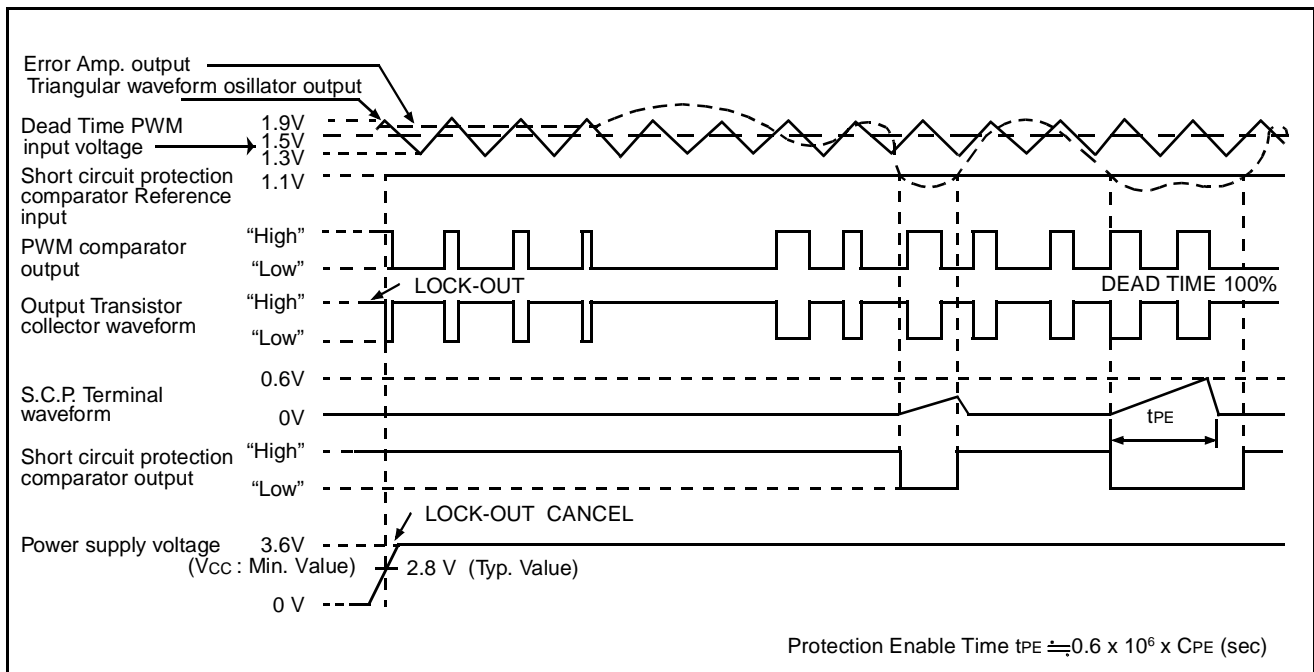 Error Amp. output
Triangular waveform osillator output
Dead Time PWM
input voltage
1.9V
1.5V
1.3V
Short circuit protection
comparator Reference
input
1.1V
PWM comparator
output
“High”
“Low”
LOCK-OUT
DEAD TIME 100%
Output Transistor
collector waveform
“High”
“Low”
S.C.P. Terminal
waveform
0.6V
0V
tPE
Short circuit protection
comparator output
“High”
“Low”
LOCK-OUT CANCEL
Power supply voltage
3.6V
(VCC : Min. Value)
2.8 V (Typ. Value)
0 V
Protection Enable Time tPE ≒0.6 x 10⁶ x CPE (sec)